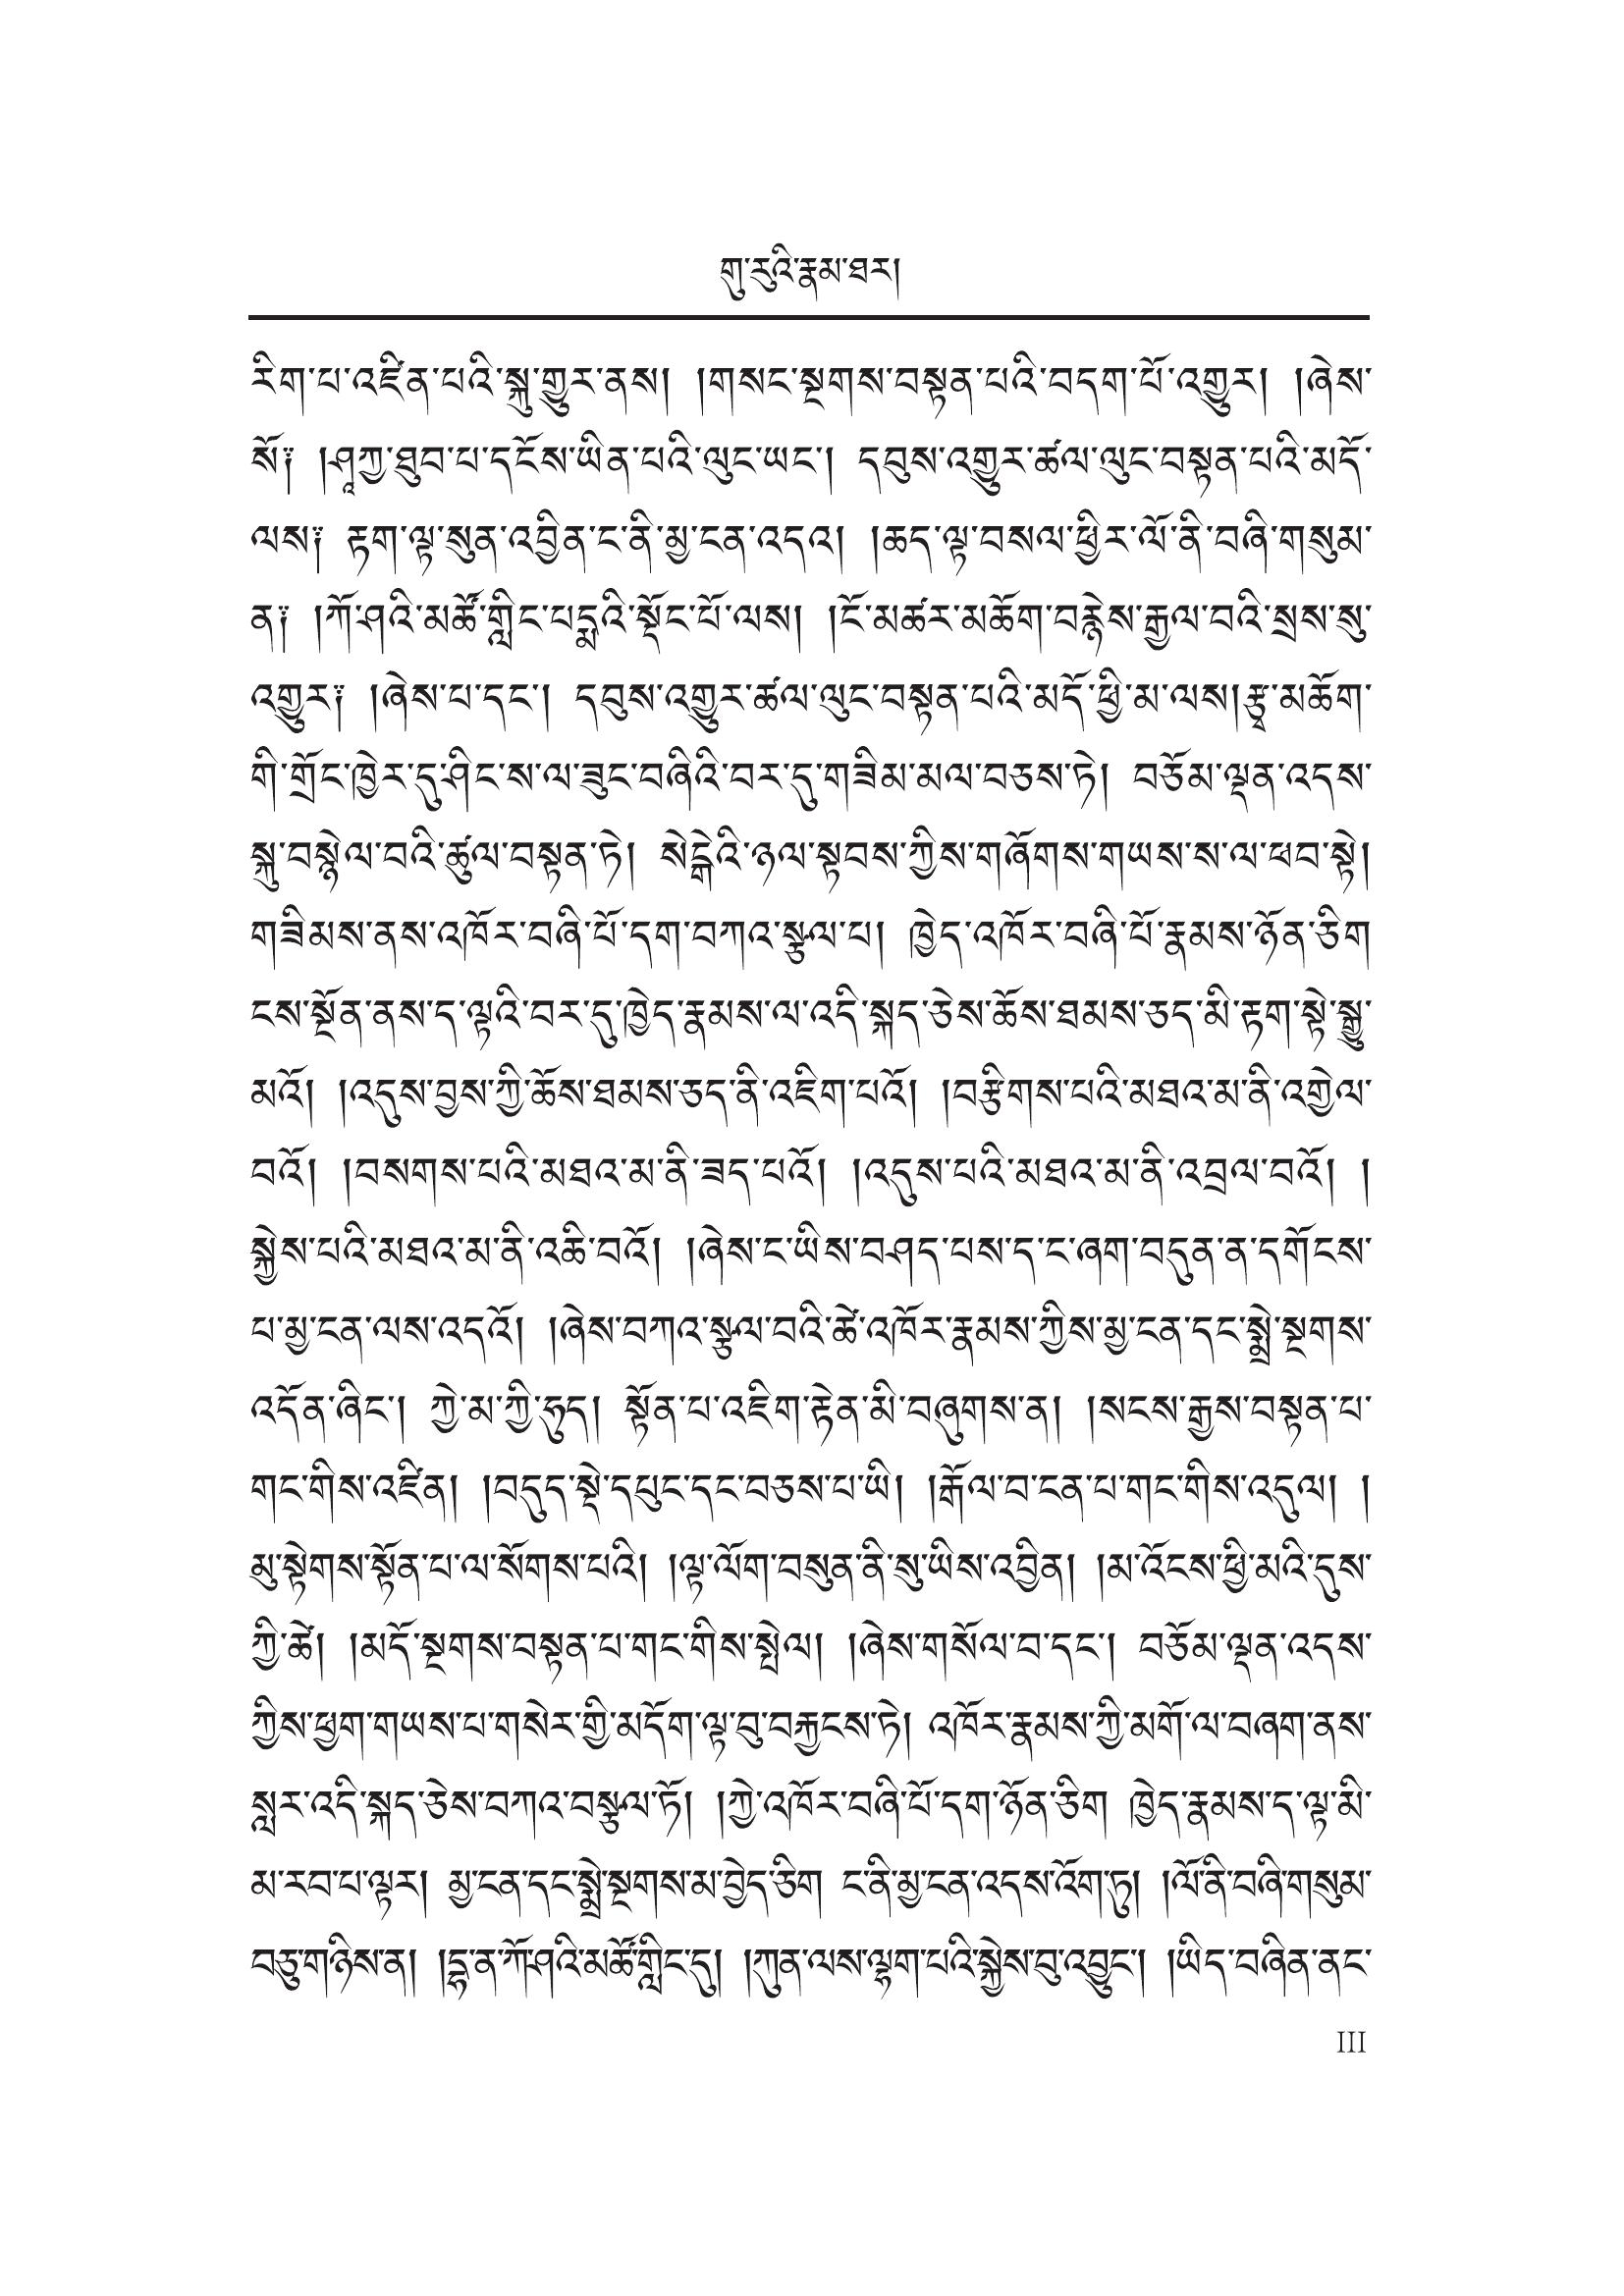 གུ་རུའི་རྣམ་ཐར།
རིག་པ་འཛིན་པའི་སྐུ་གྱུར་ནས། །གསང་སྔགས་བསྟན་པའི་བདག་པོ་འགྱུར། །ཞེས་
སོ༔ །ཤཱཀྱ་ཐུབ་པ་དངོས་ཡིན་པའི་ལུང་ཡང་། དབུས་འགྱུར་ཚལ་ལུང་བསྟན་པའི་མདོ་
ལས༔ རྟག་ལྟ་སུན་འབྱིན་ང་ནི་མྱ་ངན་འདའ། །ཆད་ལྟ་བསལ་ཕྱིར་ལོ་ནི་བཞི་གསུམ་
ན༔ །ཀོ་ཤའི་མཚོ་གླིང་པདྨའི་སྡོང་པོ་ལས། །ངོ་མཚར་མཆོག་བརྙེས་རྒྱལ་བའི་སྲས་སུ་
འགྱུར༔ །ཞེས་པ་དང་། དབུས་འགྱུར་ཚལ་ལུང་བསྟན་པའི་མདོ་ཕྱི་མ་ལས།རྩྭ་མཆོག་
གི་གྲོང་ཁྱེར་དུ་ཤིང་ས་ལ་ཟུང་བཞིའི་བར་དུ་གཟིམ་མལ་བཅས་ཏེ། བཅོམ་ལྡན་འདས་
སྐུ་བསྙེལ་བའི་ཚུལ་བསྟན་ཏེ། སེངྒེའི་ཉལ་སྟབས་ཀྱིས་གཞོགས་གཡས་ས་ལ་ཕབ་སྟེ།
གཟིམས་ནས་འཁོར་བཞི་པོ་དག་བཀའ་སྩལ་པ། ཁྱེད་འཁོར་བཞི་པོ་རྣམས་ཉོན་ཅིག
ངས་སྔོན་ནས་ད་ལྟའི་བར་དུ་ཁྱེད་རྣམས་ལ་འདི་སྐད་ཅེས་ཆོས་ཐམས་ཅད་མི་རྟག་སྟེ་སྒྱུ་
མའོ། །འདུས་བྱས་ཀྱི་ཆོས་ཐམས་ཅད་ནི་འཇིག་པའོ། །བརྩིགས་པའི་མཐའ་མ་ནི་འགྱེལ་
བའོ། །བསགས་པའི་མཐའ་མ་ནི་ཟད་པའོ། །འདུས་པའི་མཐའ་མ་ནི་འབྲལ་བའོ། །
སྐྱེས་པའི་མཐའ་མ་ནི་འཆི་བའོ། །ཞེས་ང་ཡིས་བཤད་པས་ད་ང་ཞག་བདུན་ན་དགོངས་
པ་མྱ་ངན་ལས་འདའོ། །ཞེས་བཀའ་སྩལ་བའི་ཚེ་འཁོར་རྣམས་ཀྱིས་མྱ་ངན་དང་སྨྲེ་སྔགས་
འདོན་ཞིང་། ཀྱེ་མ་ཀྱི་ཧུད། སྟོན་པ་འཇིག་རྟེན་མི་བཞུགས་ན། །སངས་རྒྱས་བསྟན་པ་
གང་གིས་འཛིན། །བདུད་སྡེ་དཔུང་དང་བཅས་པ་ཡི། །རྒོལ་བ་ངན་པ་གང་གིས་འདུལ། །
མུ་སྟེགས་སྟོན་པ་ལ་སོགས་པའི། །ལྟ་ལོག་བསུན་ནི་སུ་ཡིས་འབྱིན། །མ་འོངས་ཕྱི་མའི་དུས་
ཀྱི་ཚེ། །མདོ་སྔགས་བསྟན་པ་གང་གིས་སྤེལ། །ཞེས་གསོལ་བ་དང་། བཅོམ་ལྡན་འདས་
ཀྱིས་ཕྱག་གཡས་པ་གསེར་གྱི་མདོག་ལྟ་བུ་བརྐྱངས་ཏེ། འཁོར་རྣམས་ཀྱི་མགོ་ལ་བཞག་ནས་
སླར་འདི་སྐད་ཅེས་བཀའ་བསྩལ་ཏོ། །ཀྱེ་འཁོར་བཞི་པོ་དག་ཉོན་ཅིག ཁྱེད་རྣམས་ད་ལྟ་མི་
མ་རབ་པ་ལྟར། མྱ་ངན་དང་སྨྲེ་སྔགས་མ་བྱེད་ཅིག ང་ནི་མྱ་ངན་འདས་འོག་ཏུ། །ལོ་ནི་བཞི་གསུམ་
བཅུ་གཉིས་ན། །དྷ་ན་ཀོ་ཤའི་མཚོ་གླིང་དུ། །ཀུན་ལས་ལྷག་པའི་སྐྱེས་བུ་འབྱུང་། །ཡིད་བཞིན་ནང་
III